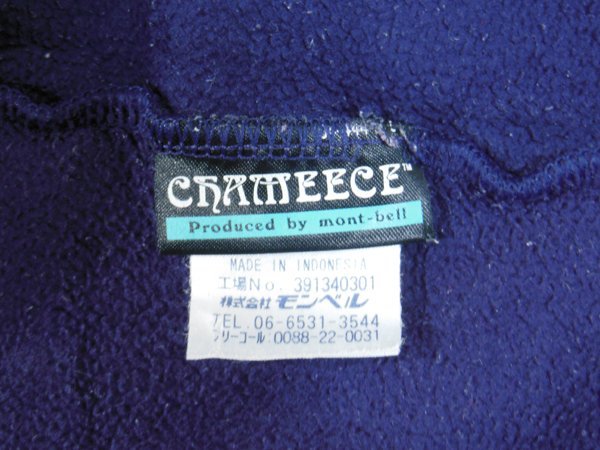 CHAMEECE™
Produced by mont-bell
MADE IN INDONESIA
工場No. 391340301
株式会社 モンベル
TEL. 06-6531-3544
フリーコール:0088-22-0031